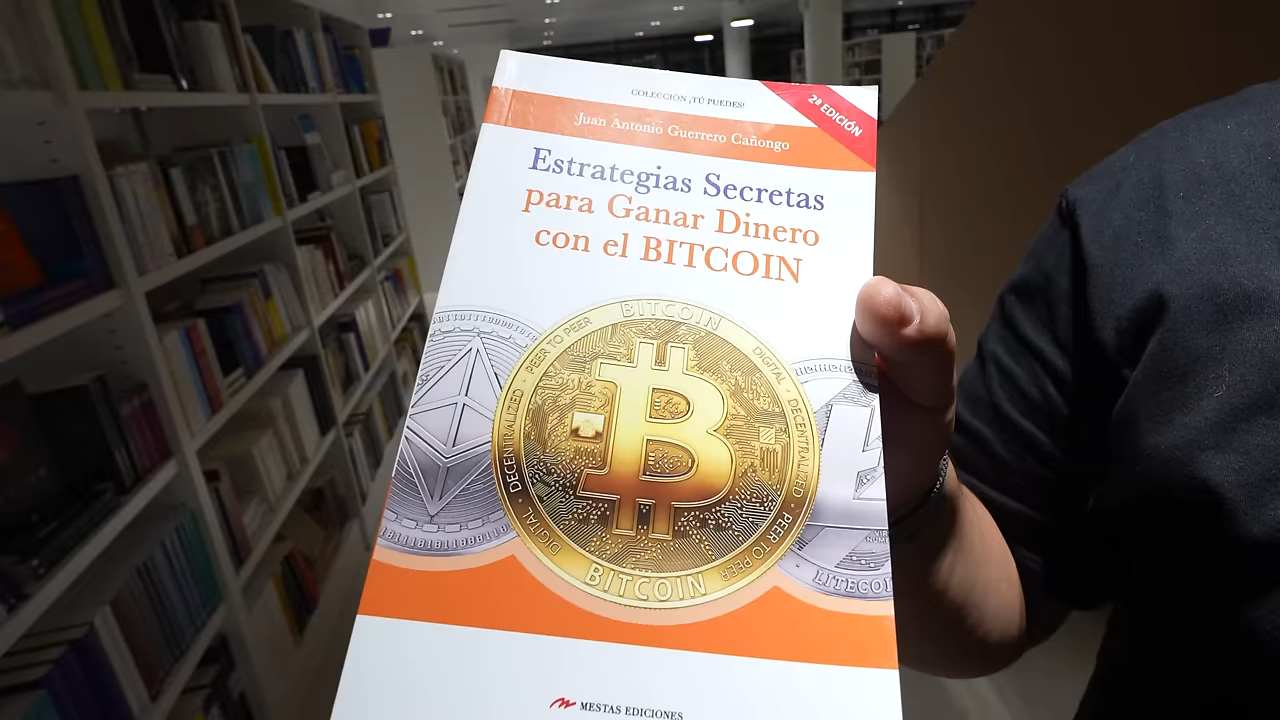 COLECCIÓN ¡TÚ PUEDES!
2ª EDICIÓN
Juan Antonio Guerrero Cañongo
Estrategias Secretas
para Ganar Dinero
con el BITCOIN
BITCOIN
DIGITAL · DECENTRALIZED · PEER TO PEER
DIGITAL · DECENTRALIZED · PEER TO PEER
BITCOIN
LITECOI
MESTAS EDICIONES